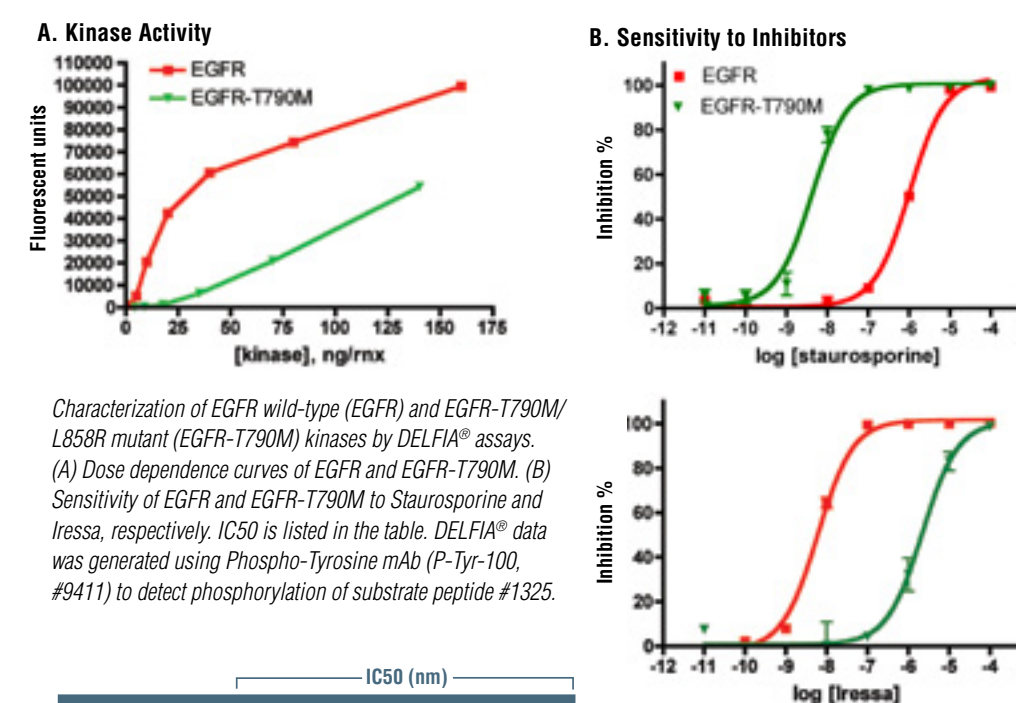 A. Kinase Activity
110000
100000
90000
80000
70000
60000
50000
40000
30000
20000
10000
0
Fluorescent units
EGFR
EGFR-T790M
0 25 50 75 100 125 150 175
[kinase], ng/rnx
B. Sensitivity to Inhibitors
EGFR
EGFR-T790M
100
80
60
40
20
0
Inhibition %
-12 -11 -10 -9 -8 -7 -6 -5 -4
log [staurosporine]
Characterization of EGFR wild-type (EGFR) and EGFR-T790M/
L858R mutant (EGFR-T790M) kinases by DELFIA® assays.
(A) Dose dependence curves of EGFR and EGFR-T790M. (B)
Sensitivity of EGFR and EGFR-T790M to Staurosporine and
Iressa, respectively. IC50 is listed in the table. DELFIA® data
was generated using Phospho-Tyrosine mAb (P-Tyr-100,
#9411) to detect phosphorylation of substrate peptide #1325.
100
80
60
40
20
0
Inhibition %
-12 -11 -10 -9 -8 -7 -6 -5 -4
log [Iressa]
IC50 (nm)